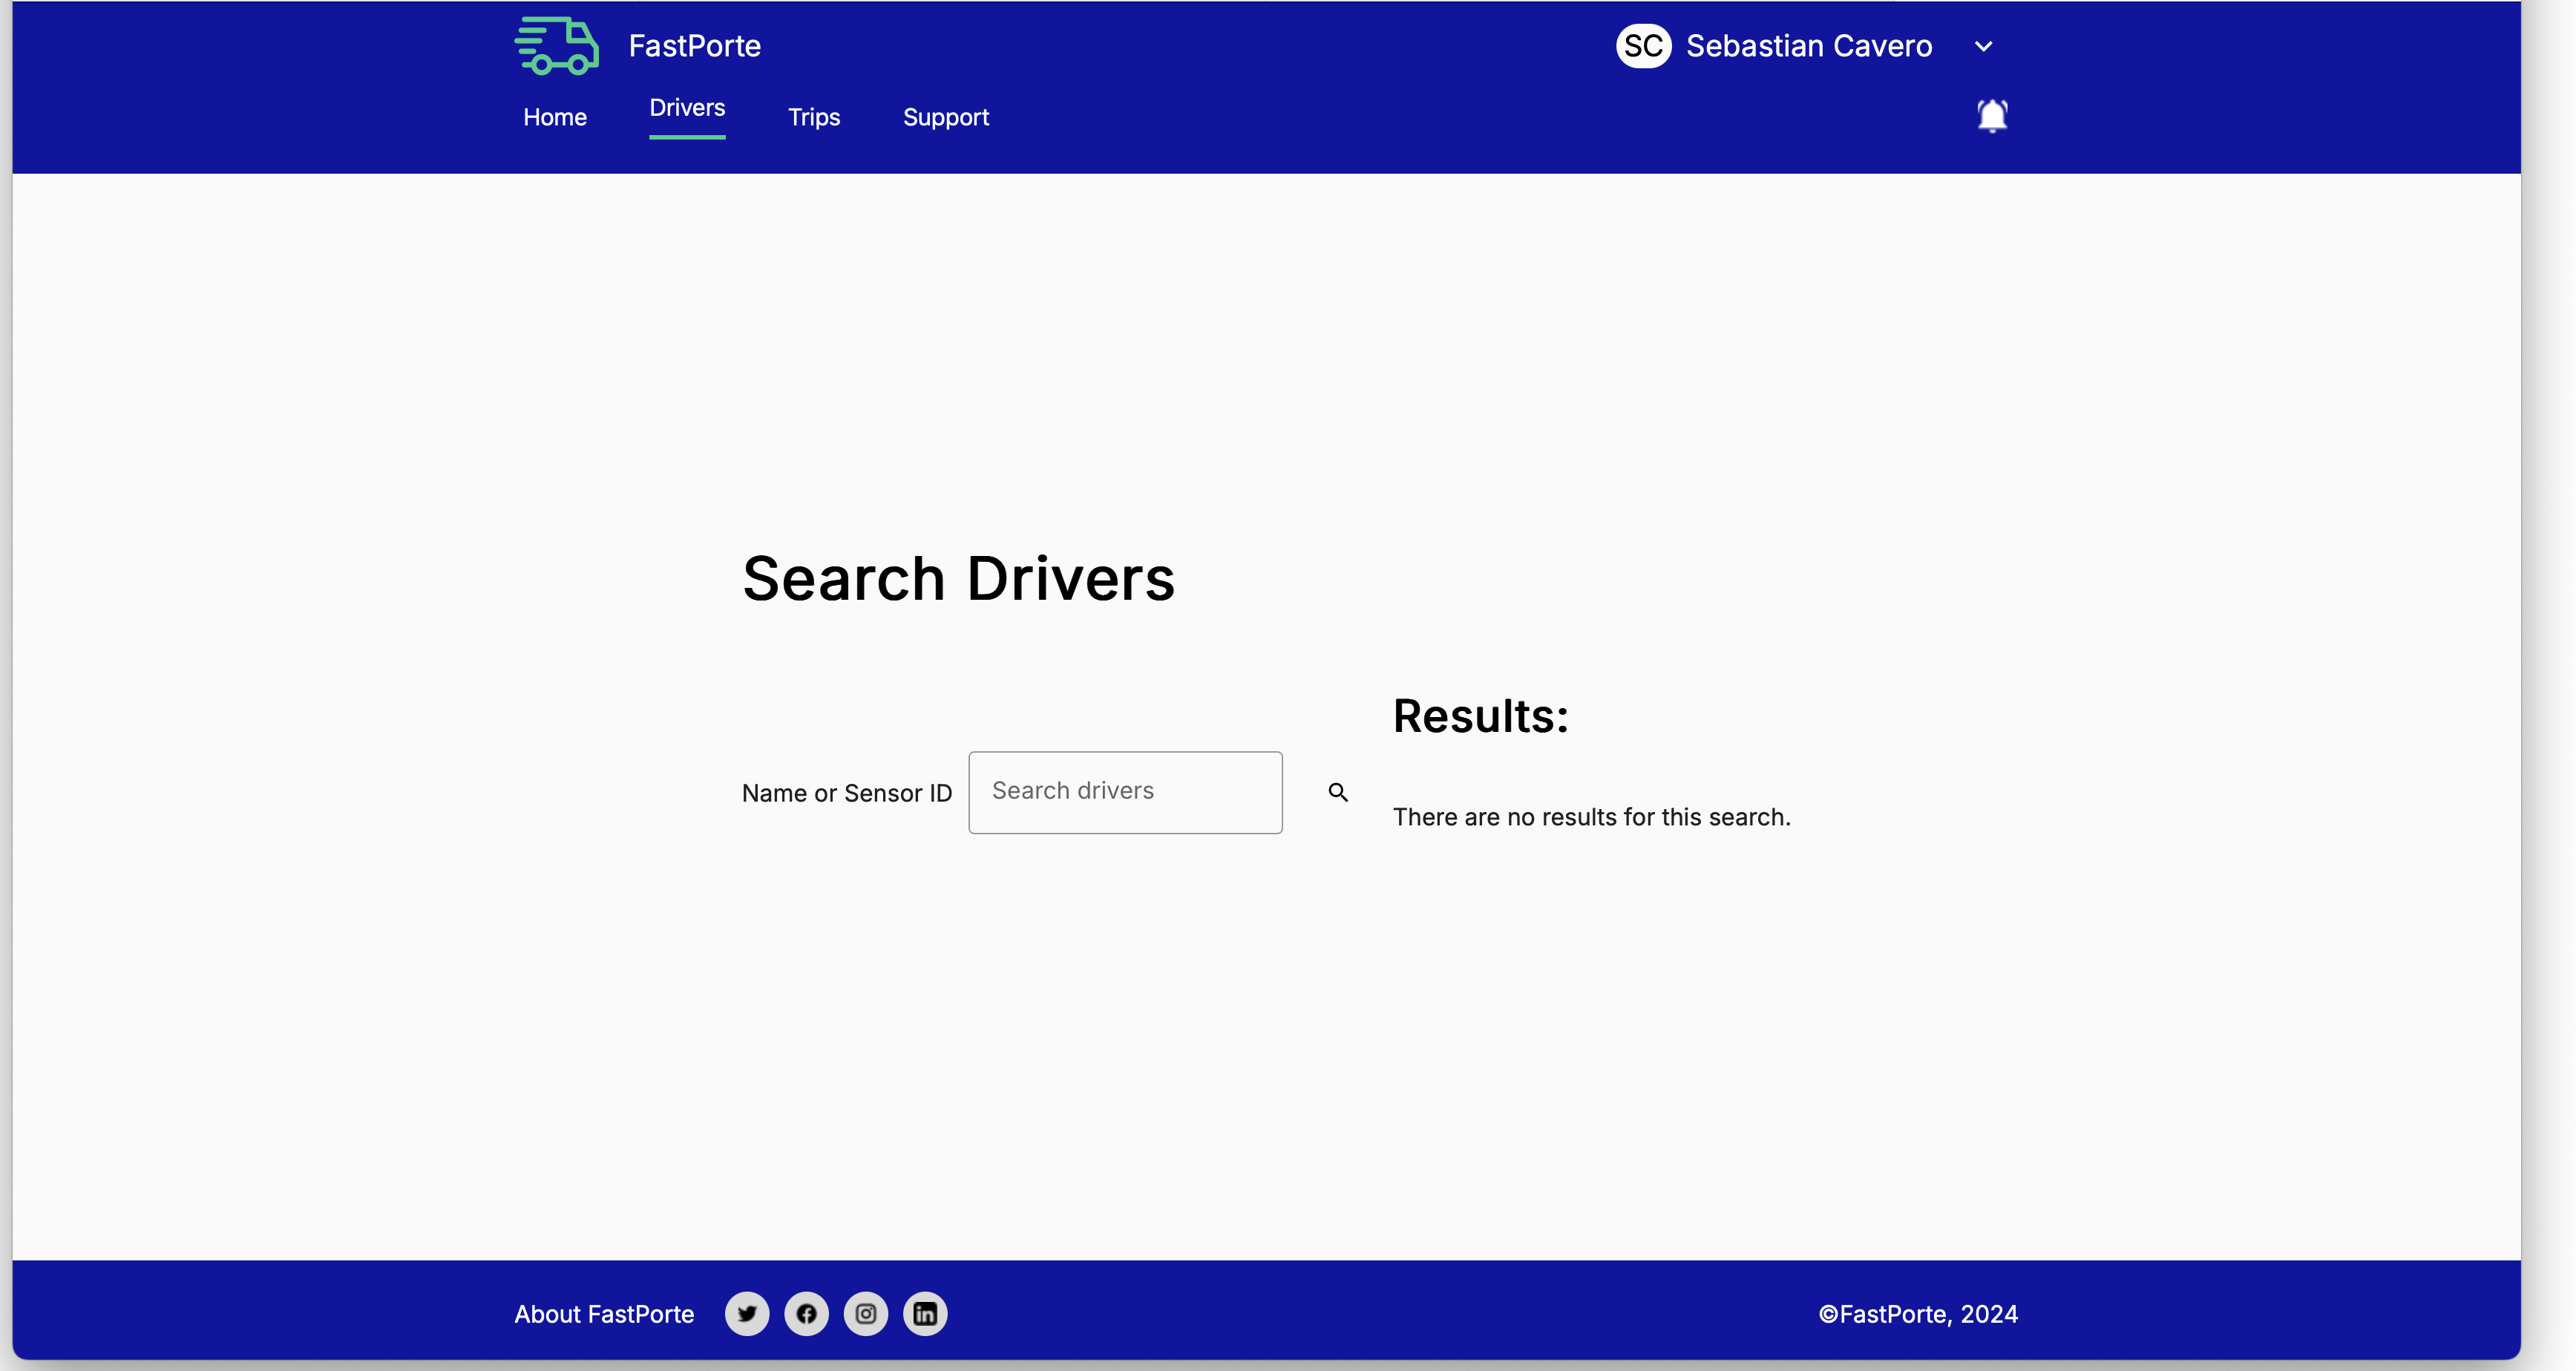 FastPorte
SC Sebastian Cavero
Home Drivers Trips Support
Search Drivers
Name or Sensor ID
Search drivers
Results:
There are no results for this search.
About FastPorte
©FastPorte, 2024